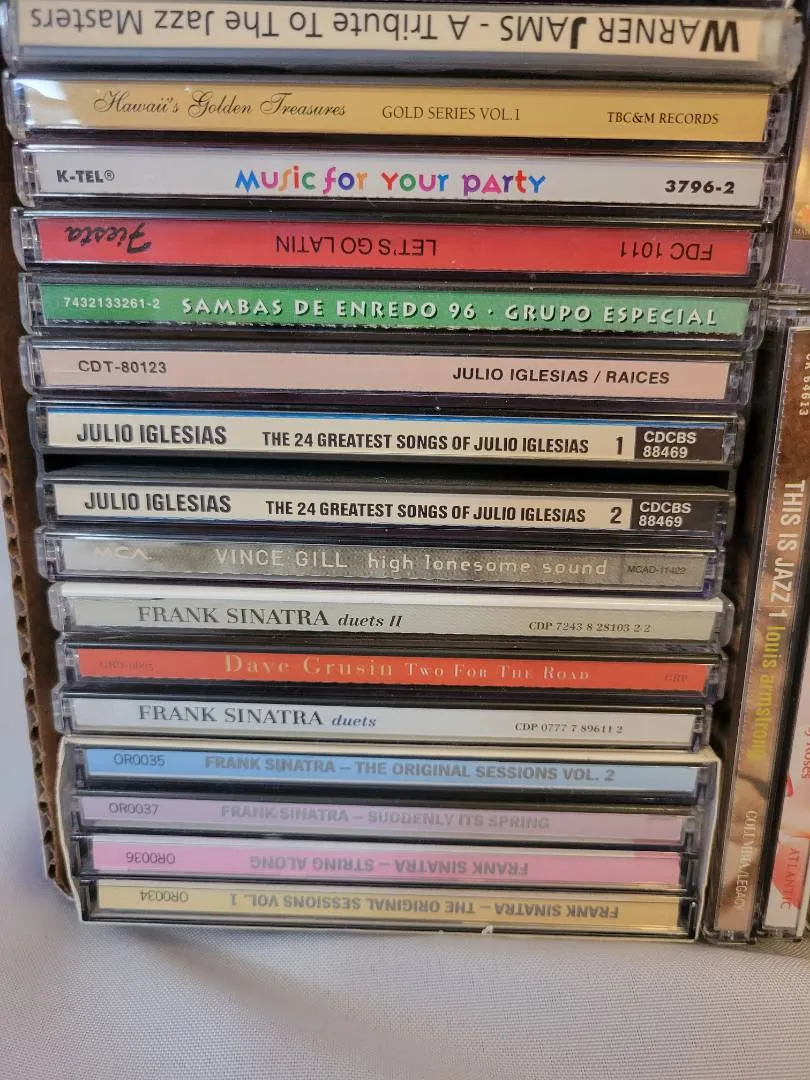 WARNER JAMS - A Tribute To The Jazz Masters
Hawaii's Golden Treasures GOLD SERIES VOL.1 TBC&M RECORDS
K-TEL® Music for your party 3796-2
Fiesta LET'S GO LATIN FDC 1011
7432133261-2 SAMBAS DE ENREDO 96 · GRUPO ESPECIAL
CDT-80123 JULIO IGLESIAS / RAICES
JULIO IGLESIAS THE 24 GREATEST SONGS OF JULIO IGLESIAS 1 CDCBS
88469
JULIO IGLESIAS THE 24 GREATEST SONGS OF JULIO IGLESIAS 2 CDCBS
88469
MCA VINCE GILL high lonesome sound MCAD-11422
FRANK SINATRA duets II CDP 7243 8 28103 2 2
Dave Grusin TWO FOR THE ROAD GRP
FRANK SINATRA duets CDP 0777 7 89611 2
OR0035 FRANK SINATRA – THE ORIGINAL SESSIONS VOL. 2
OR0037 FRANK SINATRA – SUDDENLY ITS SPRING
FRANK SINATRA – STRING ALONG OR0036
FRANK SINATRA – THE ORIGINAL SESSIONS VOL. 1 OR0034
64613 THIS IS JAZZ 1 louis armstrong COLUMBIA/LEGACY
Roses ATLANTIC